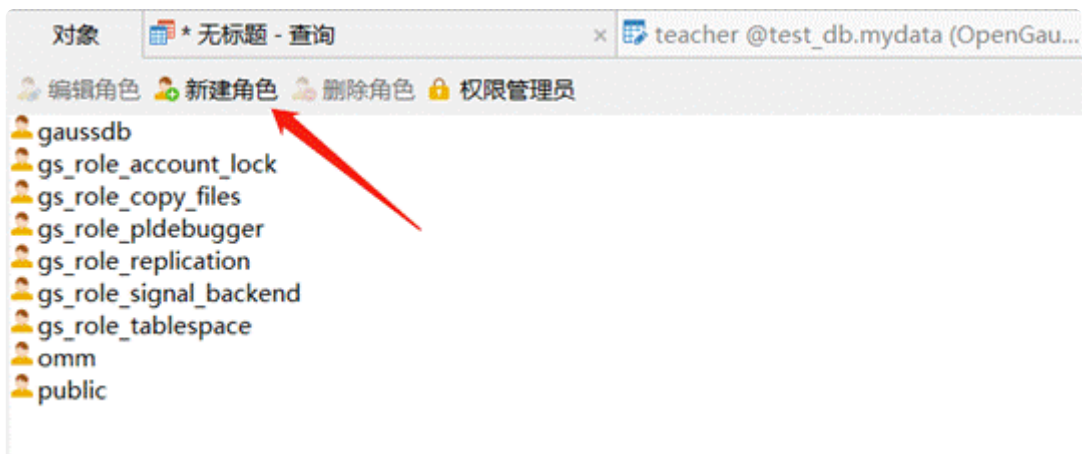 对象 * 无标题 - 查询 × teacher @test_db.mydata (OpenGau...
编辑角色 新建角色 删除角色 权限管理员
gaussdb
gs_role_account_lock
gs_role_copy_files
gs_role_pldebugger
gs_role_replication
gs_role_signal_backend
gs_role_tablespace
omm
public